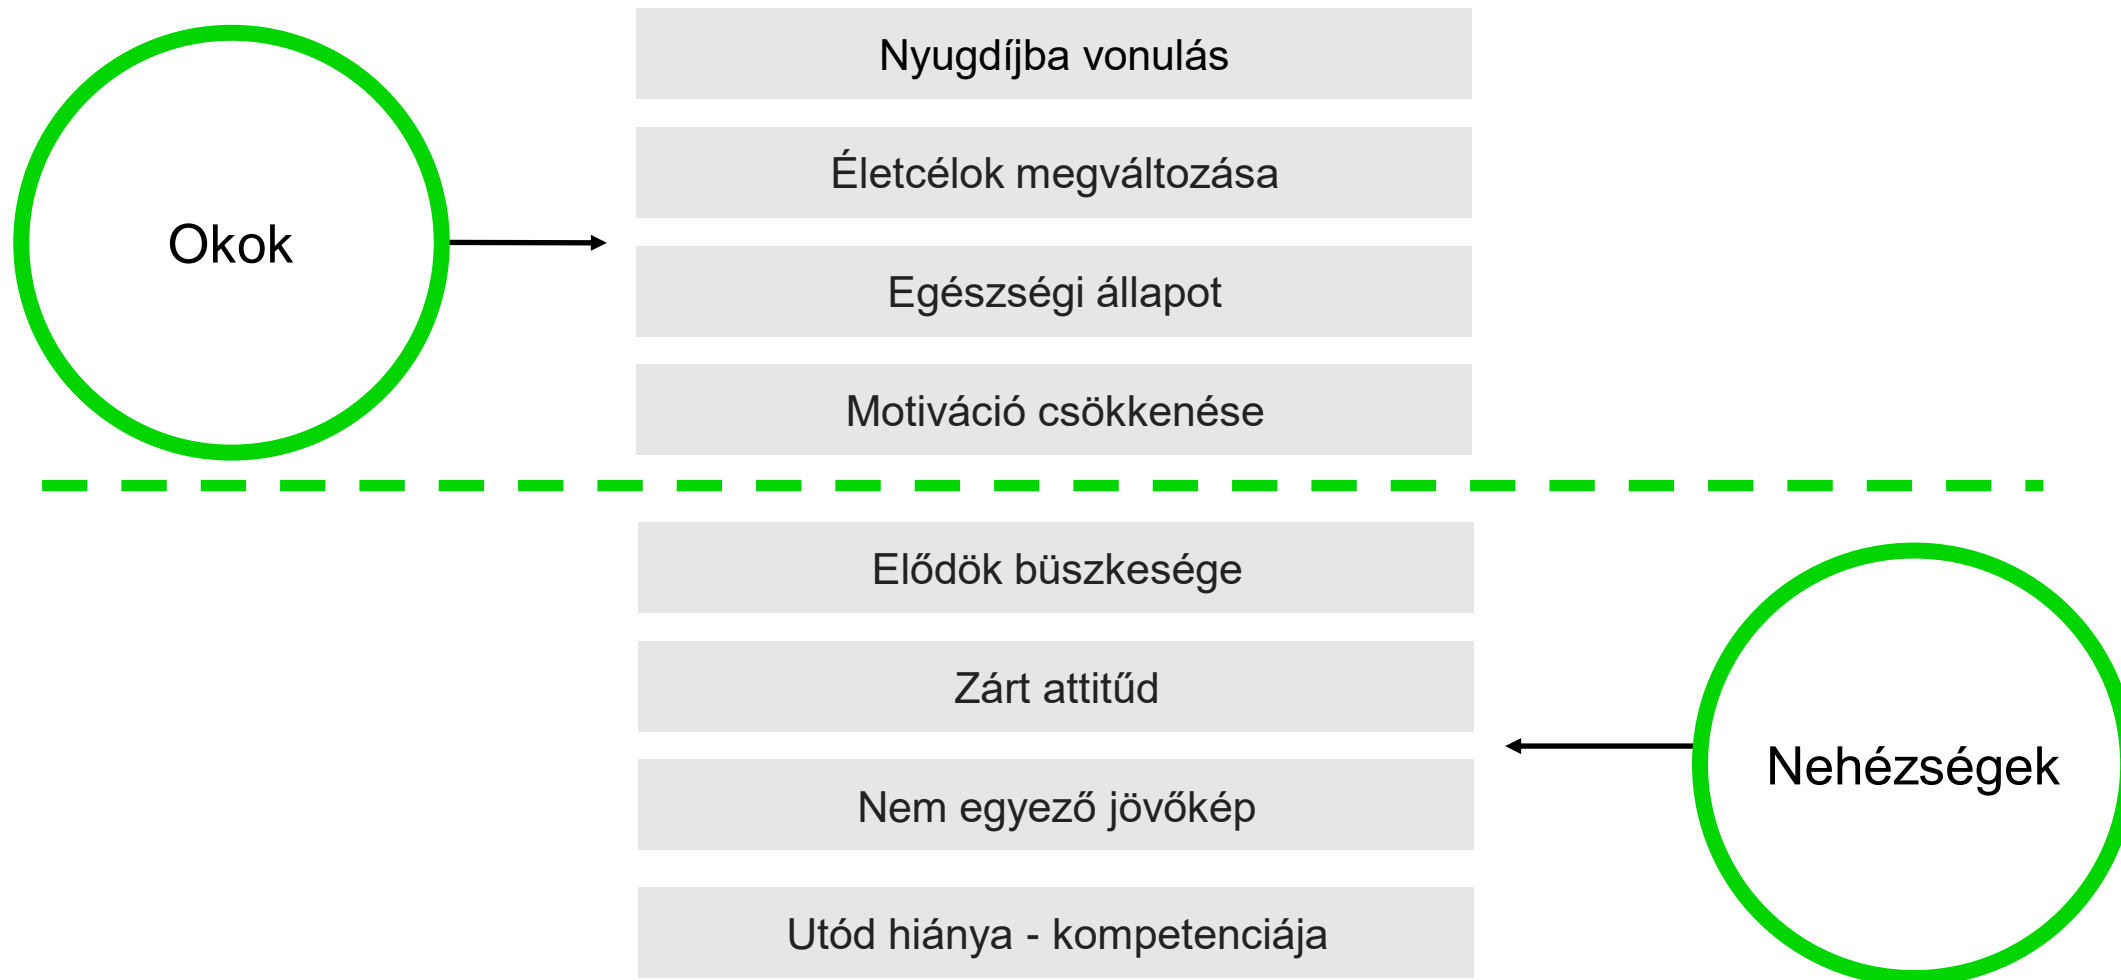 Okok
Nyugdíjba vonulás
Életcélok megváltozása
Egészségi állapot
Motiváció csökkenése
Elődök büszkesége
Zárt attitűd
Nem egyező jövőkép
Utód hiánya - kompetenciája
Nehézségek